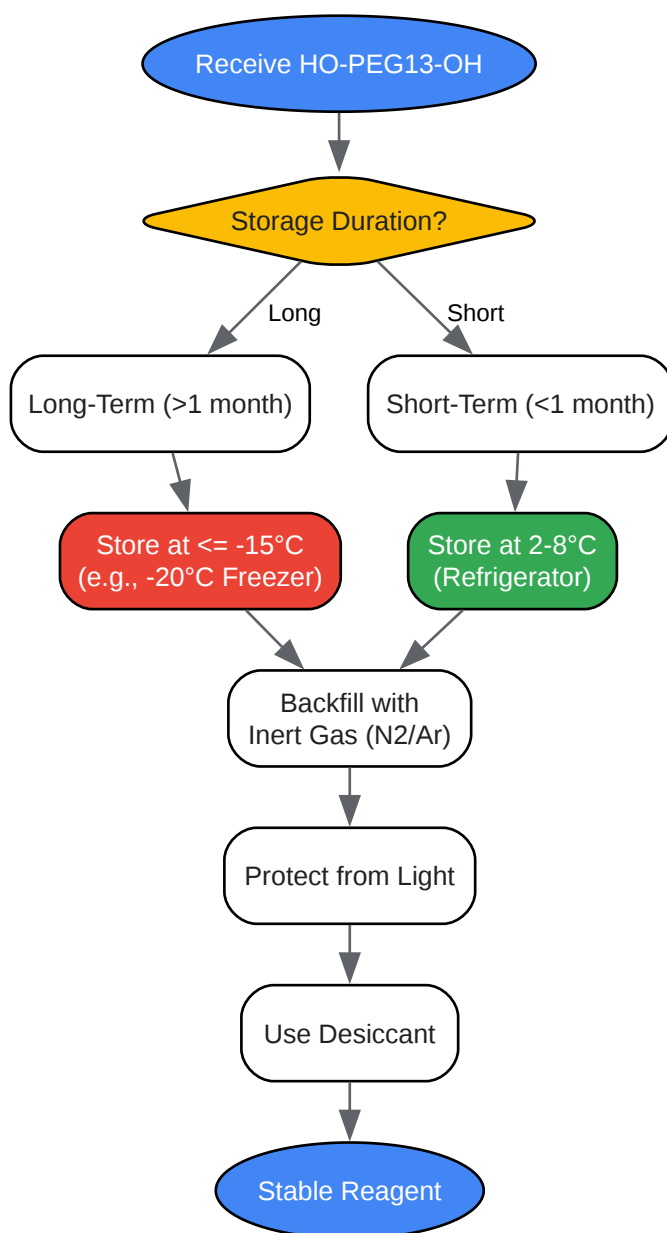 Receive HO-PEG13-OH
Storage Duration?
Long
Short
Long-Term (>1 month)
Short-Term (<1 month)
Store at <= -15°C
(e.g., -20°C Freezer)
Store at 2-8°C
(Refrigerator)
Backfill with
Inert Gas (N2/Ar)
Protect from Light
Use Desiccant
Stable Reagent